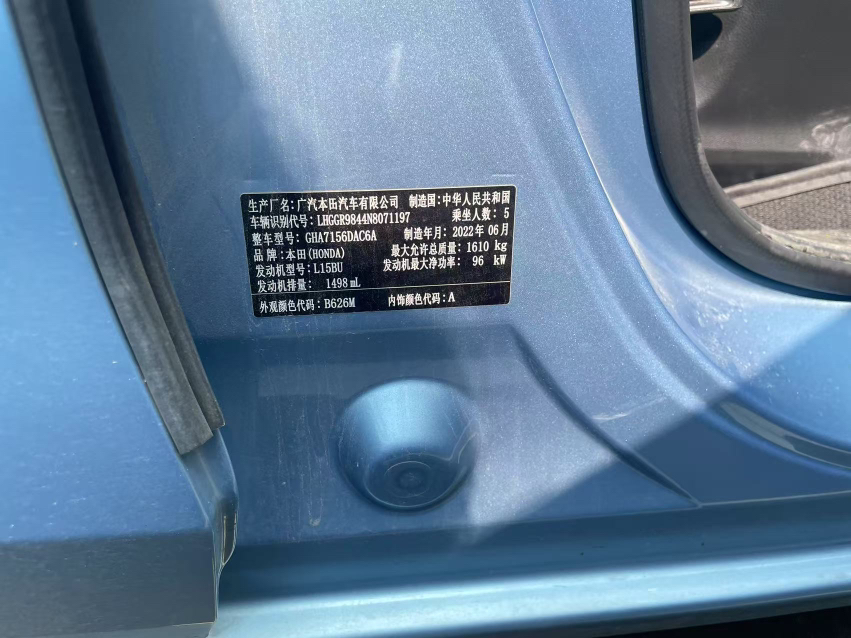 生产厂名：广汽本田汽车有限公司 制造国：中华人民共和国
车辆识别代号：LHGGR9844N8071197 乘坐人数：5
整车型号：GHA7156DAC6A 制造年月：2022年06月
品牌：本田(HONDA) 最大允许总质量：1610 kg
发动机型号：L15BU 发动机最大净功率：96 kW
发动机排量：1498 mL
外观颜色代码：B626M 内饰颜色代码：A